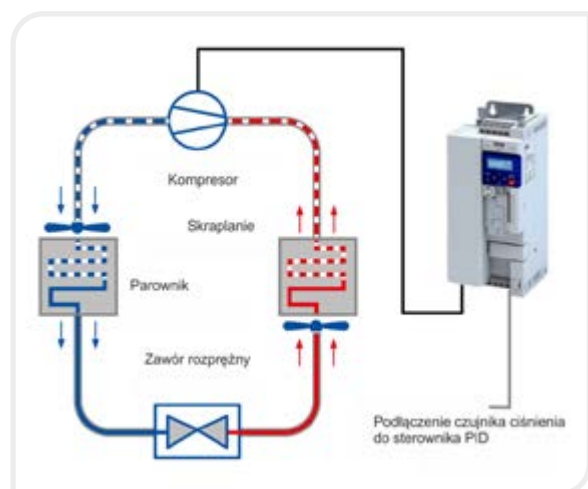 Kompresor
Skraplanie
Parownik
Zawór rozprężny
Podłączenie czujnika ciśnienia
do sterownika PID